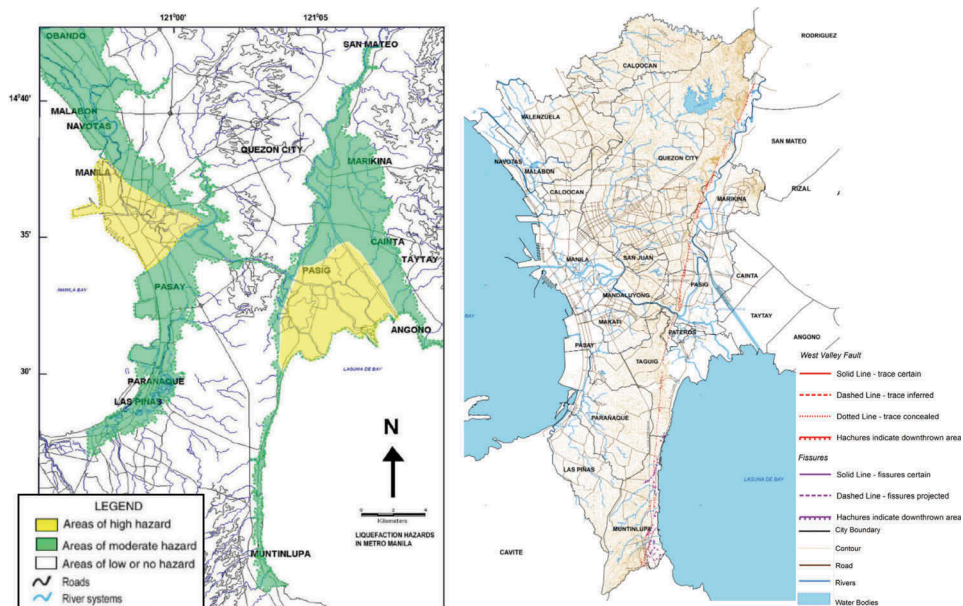 121°00'
121°05'
OBANDO
SAN MATEO
14°40'
MALABON
NAVOTAS
QUEZON CITY
MARIKINA
MANILA
35'
CAINTA
TAYTAY
PASIG
MANILA BAY
PASAY
ANGONO
30'
LAGUNA DE BAY
PARANAQUE
LAS PIÑAS
N
0 2 4
Kilometers
LIQUEFACTION HAZARDS
IN METRO MANILA
MUNTINLUPA
LEGEND
Areas of high hazard
Areas of moderate hazard
Areas of low or no hazard
Roads
River systems
RODRIGUEZ
CALOOCAN
VALENZUELA
SAN MATEO
QUEZON CITY
NAVOTAS
MALABON
RIZAL
CALOOCAN
MARIKINA
MANILA
SAN JUAN
CAINTA
PASIG
MANDALUYONG
TAYTAY
BAY
MAKATI
PATEROS
ANGONO
PASAY
TAGUIG
PARAÑAQUE
LAS PIÑAS
LAGUNA DE BAY
MUNTINLUPA
CAVITE
West Valley Fault
Solid Line - trace certain
Dashed Line - trace inferred
Dotted Line - trace concealed
Hachures indicate downthrown area
Fissures
Solid Line - fissures certain
Dashed Line - fissures projected
Hachures indicate downthrown area
City Boundary
Contour
Road
Rivers
Water Bodies